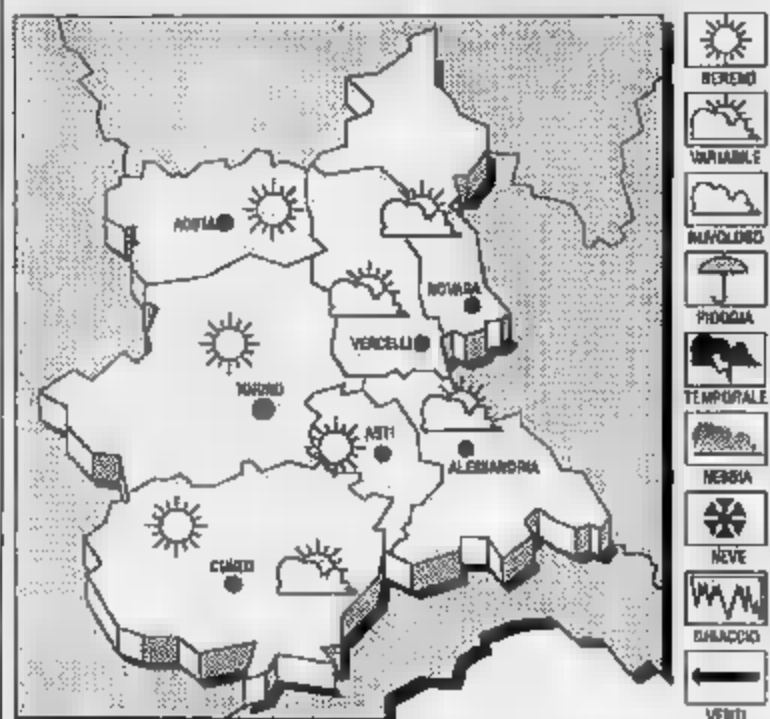 AOSTA
NOVARA
VERCELLI
TORINO
ASTI
ALESSANDRIA
CUNEO
SERENO
VARIABILE
NUVOLOSO
PIOGGIA
TEMPORALE
NEBBIA
NEVE
GHIACCIO
VENTI